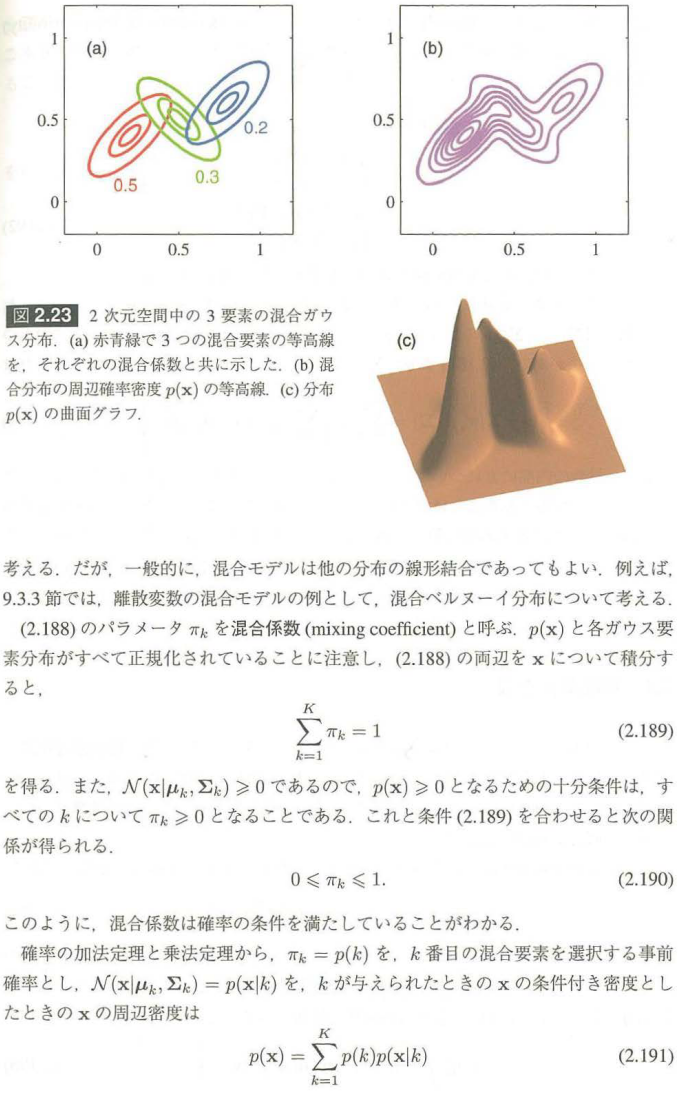 1
(a)
0.5
0
0.2
0.3
0.5
0
0.5
1
1
(b)
0.5
0
0
0.5
1
図 2.23 2 次元空間中の 3 要素の混合ガウ
ス分布. (a) 赤青緑で 3 つの混合要素の等高線
を，それぞれの混合係数と共に示した. (b) 混
合分布の周辺確率密度 p(x) の等高線. (c) 分布
p(x) の曲面グラフ.
(c)
考える．だが，一般的に，混合モデルは他の分布の線形結合であってもよい．例えば，
9.3.3 節では，離散変数の混合モデルの例として，混合ベルヌーイ分布について考える．
(2.188) のパラメータ πk を混合係数 (mixing coefficient) と呼ぶ．p(x) と各ガウス要
素分布がすべて正規化されていることに注意し，(2.188) の両辺を x について積分す
ると，
K
∑ πk = 1 (2.189)
k=1
を得る．また，N(x|μk, Σk) ⩾ 0 であるので，p(x) ⩾ 0 となるための十分条件は，す
べての k について πk ⩾ 0 となることである．これと条件 (2.189) を合わせると次の関
係が得られる．
0 ⩽ πk ⩽ 1. (2.190)
このように，混合係数は確率の条件を満たしていることがわかる．
確率の加法定理と乗法定理から，πk = p(k) を，k 番目の混合要素を選択する事前
確率とし，N(x|μk, Σk) = p(x|k) を，k が与えられたときの x の条件付き密度とし
たときの x の周辺密度は
K
p(x) = ∑ p(k)p(x|k) (2.191)
k=1